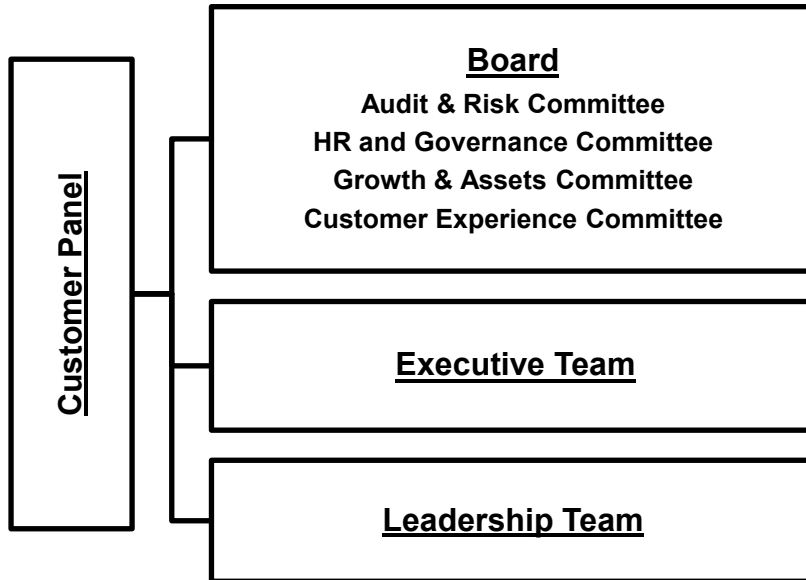 Customer Panel
Board
Audit & Risk Committee
HR and Governance Committee
Growth & Assets Committee
Customer Experience Committee
Executive Team
Leadership Team